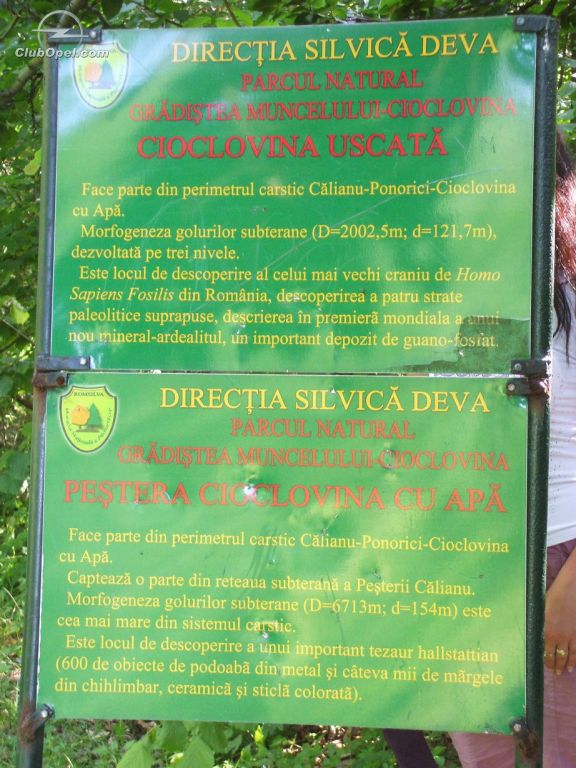 ClubOpel.com
DIRECŢIA SILVICĂ DEVA
PARCUL NATURAL
GRĂDIŞTEA MUNCELULUI-CIOCLOVINA
CIOCLOVINA USCATĂ
Face parte din perimetrul carstic Călianu-Ponorici-Cioclovina
cu Apă.
Morfogeneza golurilor subterane (D=2002,5m; d=121,7m),
dezvoltată pe trei nivele.
Este locul de descoperire al celui mai vechi craniu de Homo
Sapiens Fosilis din România, descoperirea a patru strate
paleolitice suprapuse, descrierea în premierã mondiala a unui
nou mineral-ardealitul, un important depozit de guano-fosfat.
ROMSILVA
DIRECŢIA SILVICĂ DEVA
PARCUL NATURAL
GRĂDIŞTEA MUNCELULUI-CIOCLOVINA
PEŞTERA CIOCLOVINA CU APĂ
Face parte din perimetrul carstic Călianu-Ponorici-Cioclovina
cu Apă.
Captează o parte din reteaua subterană a Peşterii Călianu.
Morfogeneza golurilor subterane (D=6713m; d=154m) este
cea mai mare din sistemul carstic.
Este locul de descoperire a unui important tezaur hallstattian
(600 de obiecte de podoabă din metal şi câteva mii de mărgele
din chihlimbar, ceramică şi sticlă colorată).